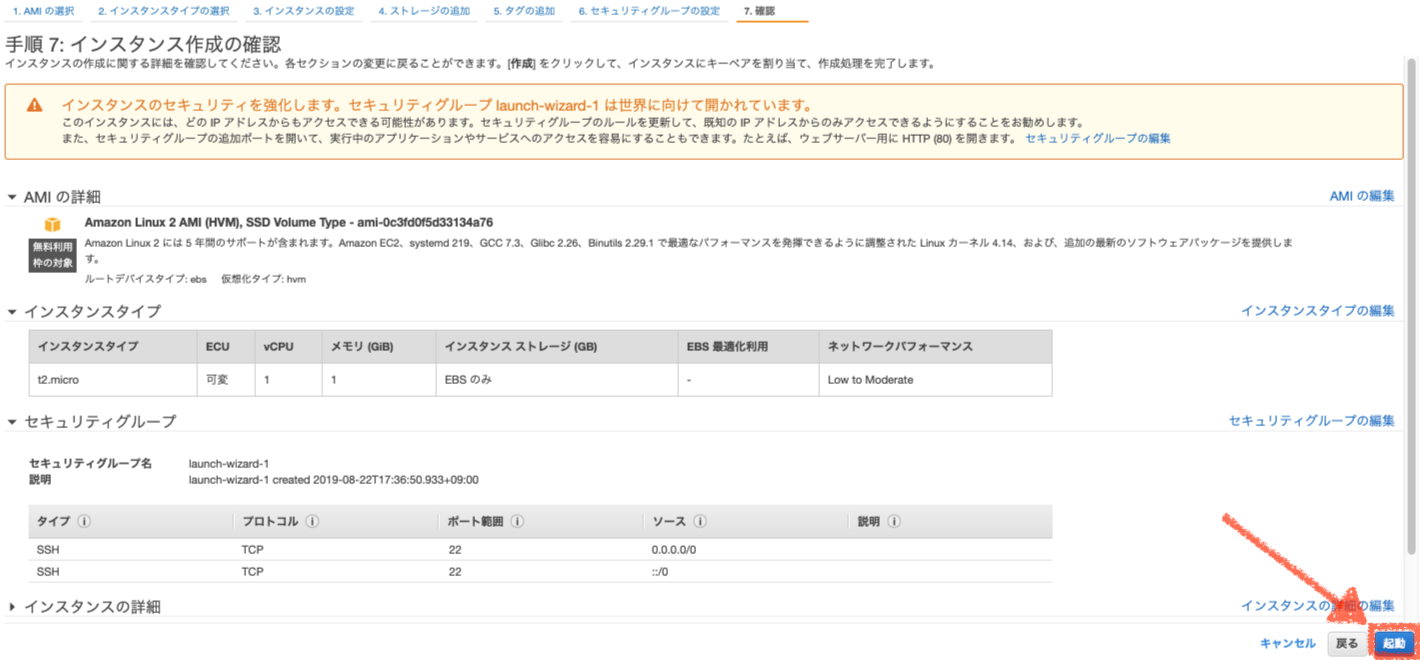 1. AMI の選択 2. インスタンスタイプの選択 3. インスタンスの設定 4. ストレージの追加 5. タグの追加 6. セキュリティグループの設定 7. 確認
手順 7: インスタンス作成の確認
インスタンスの作成に関する詳細を確認してください。各セクションの変更に戻ることができます。[作成] をクリックして、インスタンスにキーペアを割り当て、作成処理を完了します。
インスタンスのセキュリティを強化します。セキュリティグループ launch-wizard-1 は世界に向けて開かれています。
このインスタンスには、どの IP アドレスからもアクセスできる可能性があります。セキュリティグループのルールを更新して、既知の IP アドレスからのみアクセスできるようにすることをお勧めします。
また、セキュリティグループの追加ポートを開いて、実行中のアプリケーションやサービスへのアクセスを容易にすることもできます。たとえば、ウェブサーバー用に HTTP (80) を開きます。 セキュリティグループの編集
AMI の詳細 AMI の編集
Amazon Linux 2 AMI (HVM), SSD Volume Type - ami-0c3fd0f5d33134a76
無料利用
枠の対象
Amazon Linux 2 には 5 年間のサポートが含まれます。Amazon EC2、systemd 219、GCC 7.3、Glibc 2.26、Binutils 2.29.1 で最適なパフォーマンスを発揮できるように調整された Linux カーネル 4.14、および、追加の最新のソフトウェアパッケージを提供しま
す。
ルートデバイスタイプ: ebs 仮想化タイプ: hvm
インスタンスタイプ インスタンスタイプの編集
インスタンスタイプ ECU vCPU メモリ (GiB) インスタンス ストレージ (GB) EBS 最適化利用 ネットワークパフォーマンス
t2.micro 可変 1 1 EBS のみ - Low to Moderate
セキュリティグループ セキュリティグループの編集
セキュリティグループ名 launch-wizard-1
説明 launch-wizard-1 created 2019-08-22T17:36:50.933+09:00
タイプ プロトコル ポート範囲 ソース 説明
SSH TCP 22 0.0.0.0/0
SSH TCP 22 ::/0
インスタンスの詳細 インスタンスの詳細の編集
キャンセル 戻る 起動